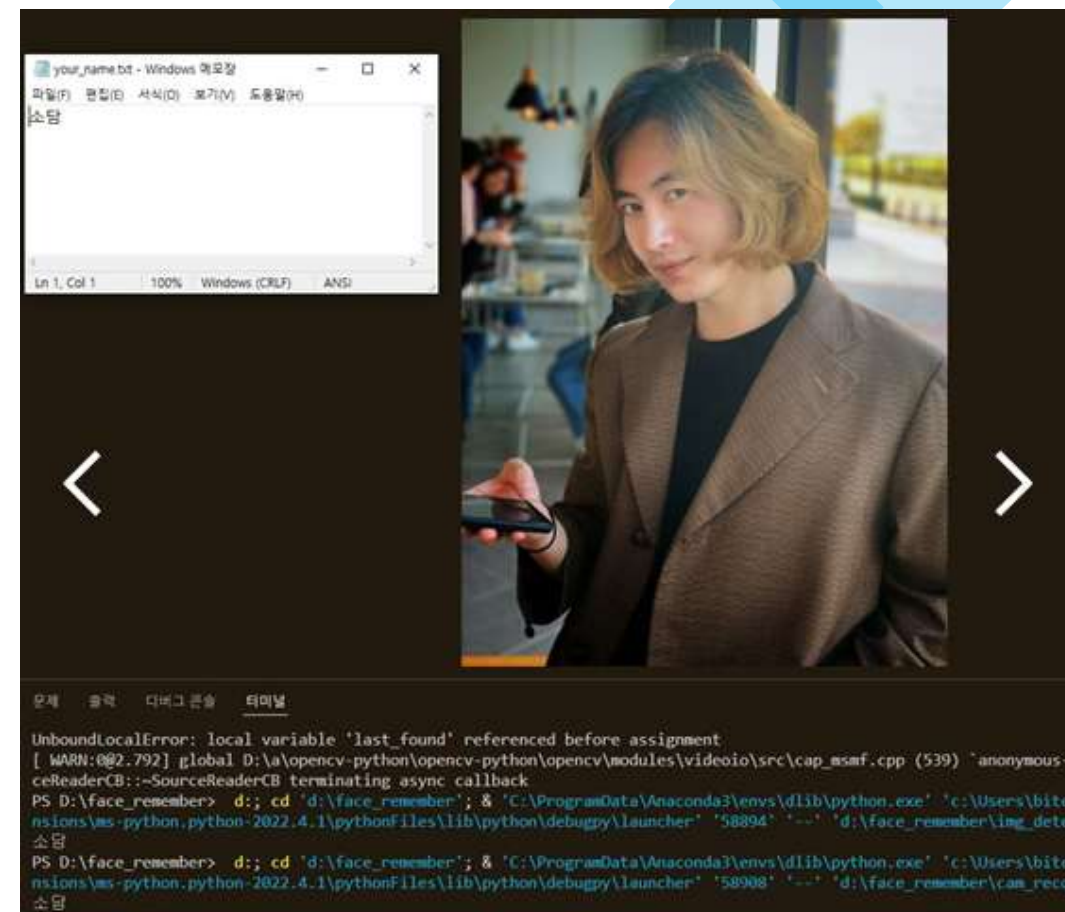 your_name.txt - Windows 메모장
파일(F) 편집(E) 서식(O) 보기(V) 도움말(H)
소담
Ln 1, Col 1 100% Windows (CRLF) ANSI
문제 출력 디버그 콘솔 터미널
UnboundLocalError: local variable 'last_found' referenced before assignment
[ WARN:0@2.792] global D:\a\opencv-python\opencv-python\opencv\modules\videoio\src\cap_msmf.cpp (539) `anonymous-
ceReaderCB::~SourceReaderCB terminating async callback
PS D:\face_remember> d:; cd 'd:\face_remember'; & 'C:\ProgramData\Anaconda3\envs\dlib\python.exe' 'c:\Users\bite
nsions\ms-python.python-2022.4.1\pythonFiles\lib\python\debugpy\launcher' '58894' '--' 'd:\face_remember\img_dete
소담
PS D:\face_remember> d:; cd 'd:\face_remember'; & 'C:\ProgramData\Anaconda3\envs\dlib\python.exe' 'c:\Users\bite
nsions\ms-python.python-2022.4.1\pythonFiles\lib\python\debugpy\launcher' '58908' '--' 'd:\face_remember\cam_reco
소담